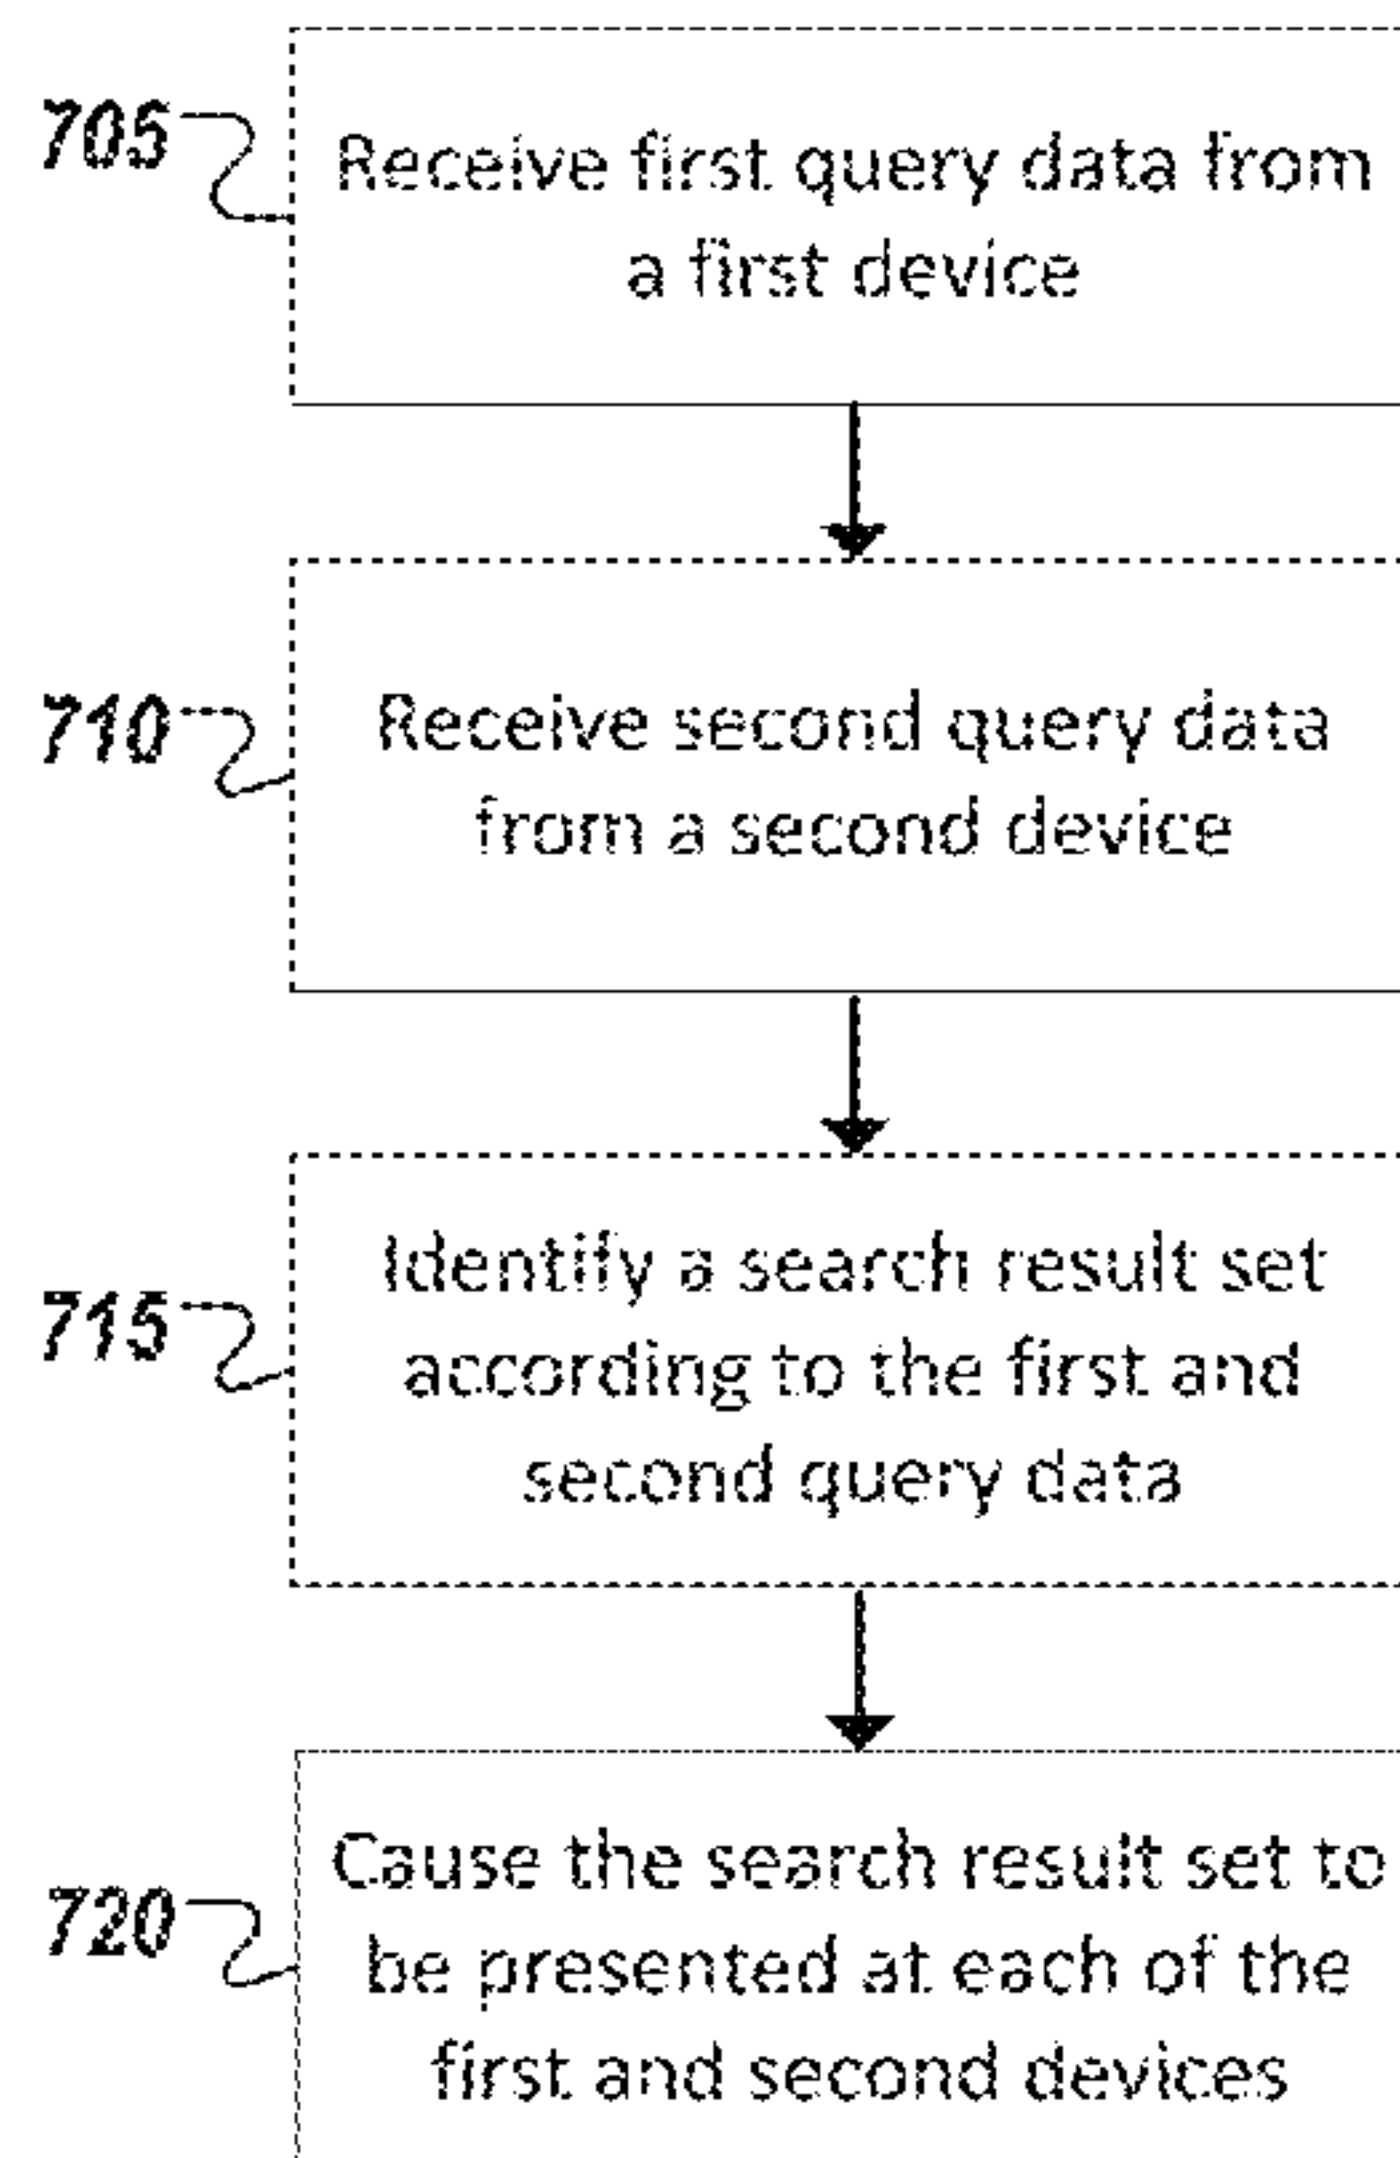 705
Receive first query data from
a first device
710
Receive second query data
from a second device
715
Identify a search result set
according to the first and
second query data
720
Cause the search result set to
be presented at each of the
first and second devices